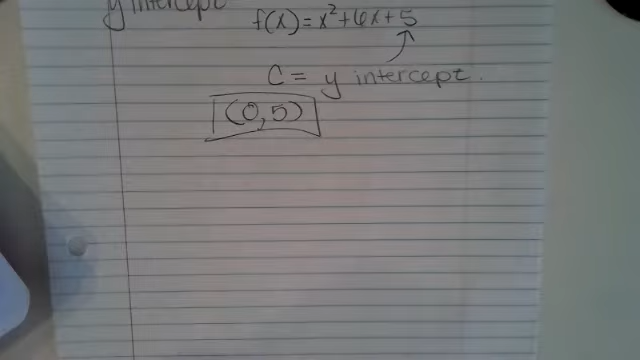 y intercept
f(x) = x²+6x+5
C = y intercept.
(0,5)